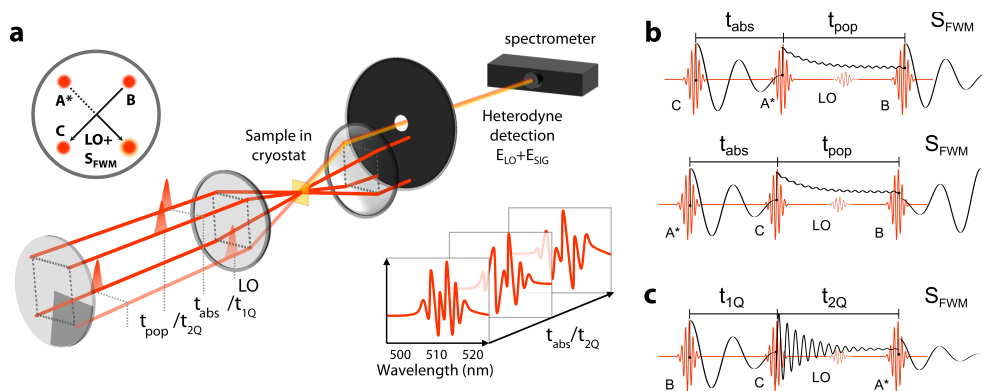 a
A*
B
C
LO+
S_FWM
Sample in
cryostat
spectrometer
Heterodyne
detection
E_LO+E_SIG
LO
t_abs/t_1Q
t_pop/t_2Q
500 510 520
Wavelength (nm)
t_abs/t_2Q
b
t_abs t_pop S_FWM
C A* LO B
t_abs t_pop S_FWM
A* C LO B
c
t_1Q t_2Q S_FWM
B C LO A*